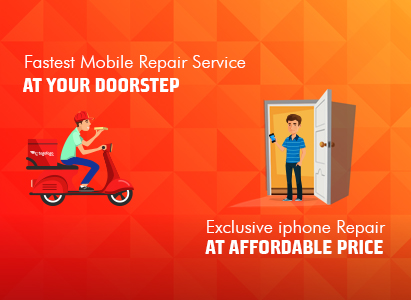 Fastest Mobile Repair Service
AT YOUR DOORSTEP
Exclusive iphone Repair
AT AFFORDABLE PRICE